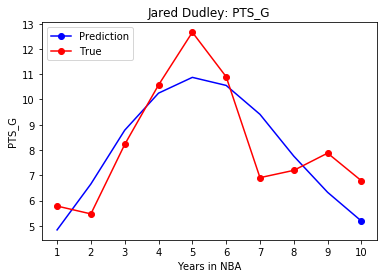 Jared Dudley: PTS_G
Prediction
True
PTS_G
13
12
11
10
9
8
7
6
5
1 2 3 4 5 6 7 8 9 10
Years in NBA